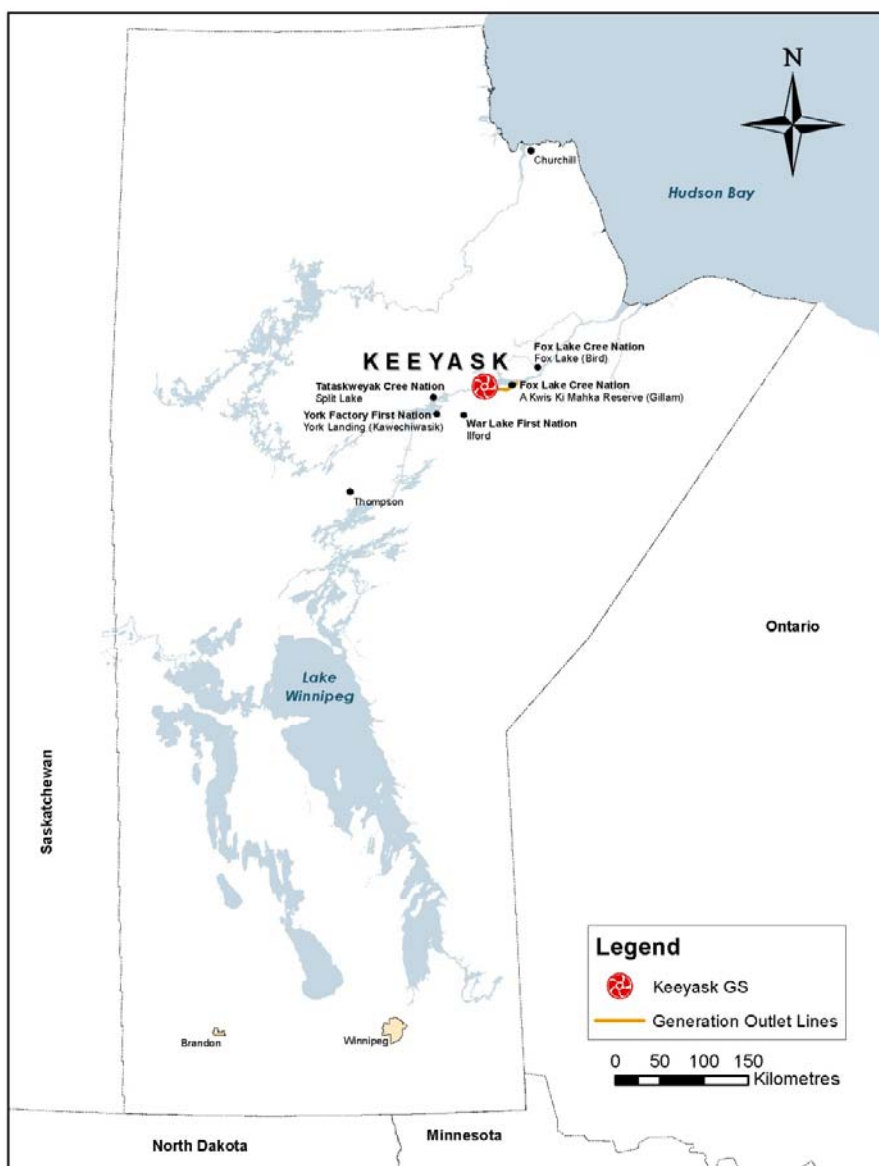 N
Churchill
Hudson Bay
KEEYASK
Fox Lake Cree Nation
Fox Lake (Bird)
Tataskweyak Cree Nation
Split Lake
Fox Lake Cree Nation
A Kwis Ki Mahka Reserve (Gillam)
York Factory First Nation
York Landing (Kawechiwasik)
War Lake First Nation
Ilford
Thompson
Ontario
Lake
Winnipeg
Saskatchewan
Legend
Keeyask GS
Generation Outlet Lines
0 50 100 150
Kilometres
Brandon
Winnipeg
North Dakota
Minnesota